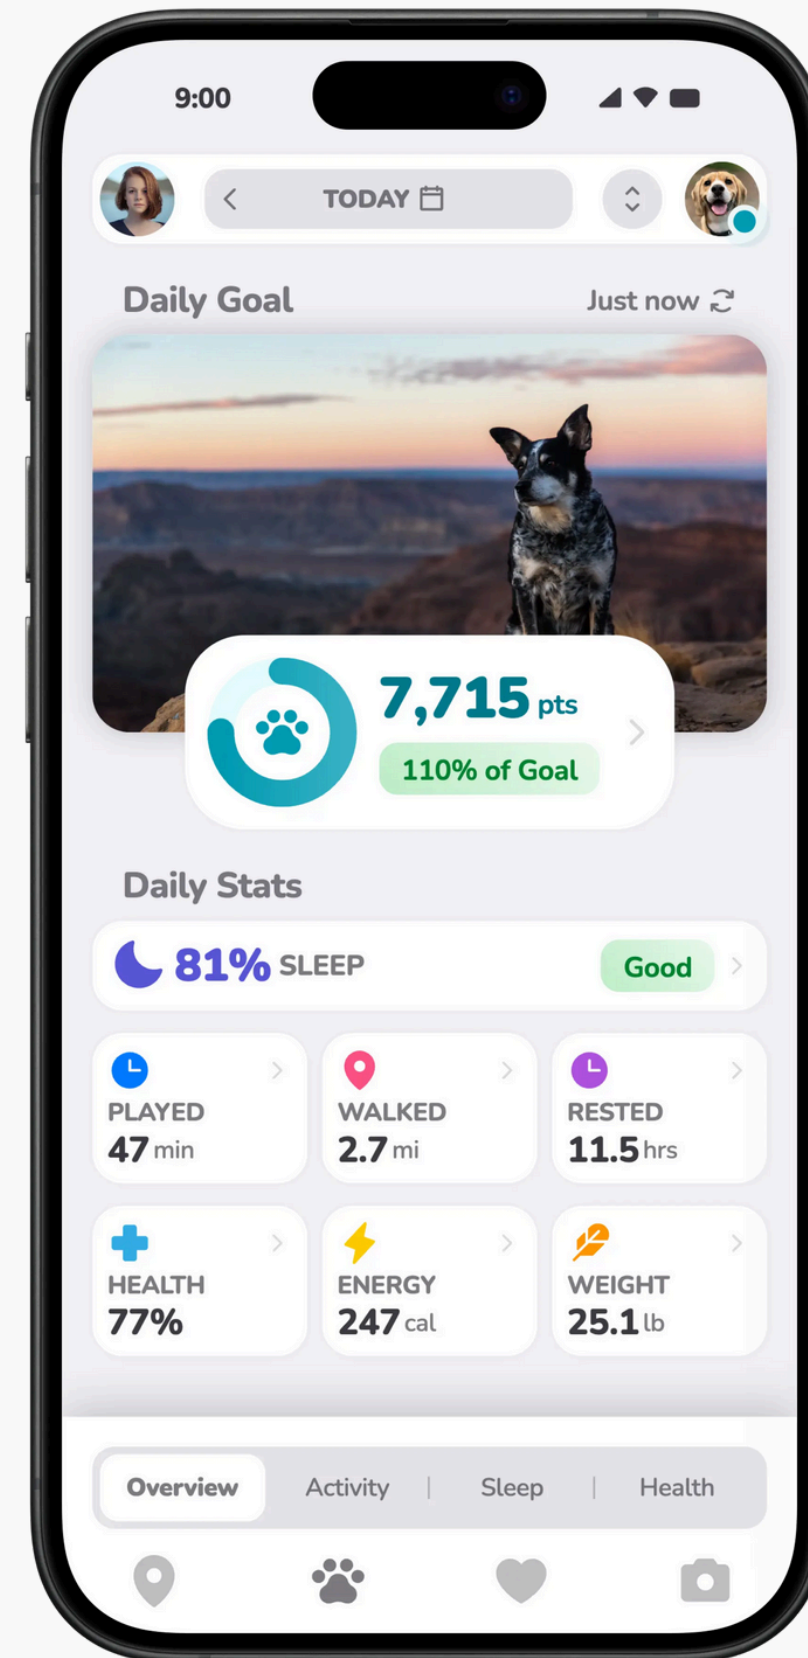 9:00
TODAY
Daily Goal
Just now
7,715 pts
110% of Goal
Daily Stats
81% SLEEP
Good
PLAYED
47 min
WALKED
2.7 mi
RESTED
11.5 hrs
HEALTH
77%
ENERGY
247 cal
WEIGHT
25.1 lb
Overview Activity | Sleep | Health